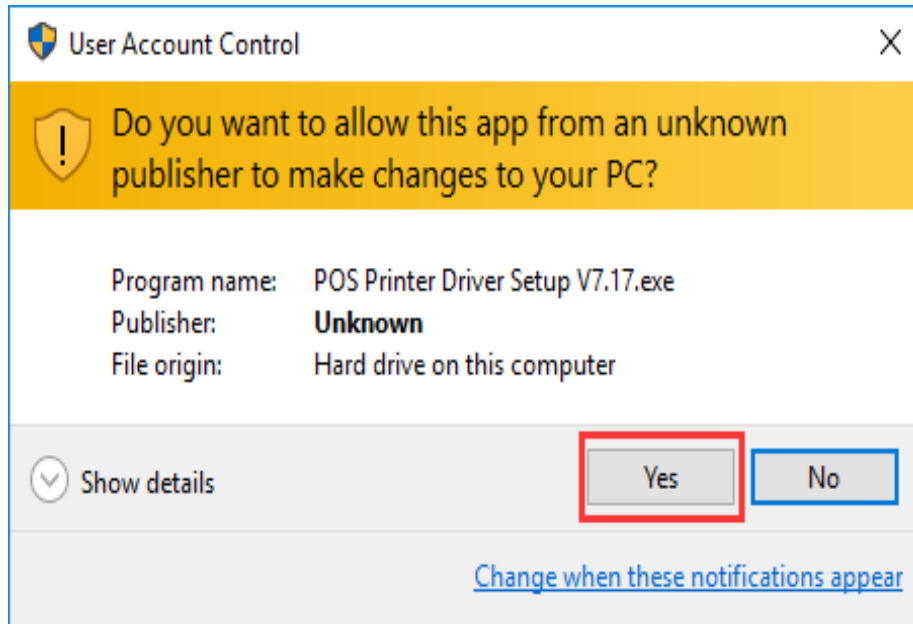 User Account Control
Do you want to allow this app from an unknown
publisher to make changes to your PC?
Program name: POS Printer Driver Setup V7.17.exe
Publisher: Unknown
File origin: Hard drive on this computer
Show details Yes No
Change when these notifications appear